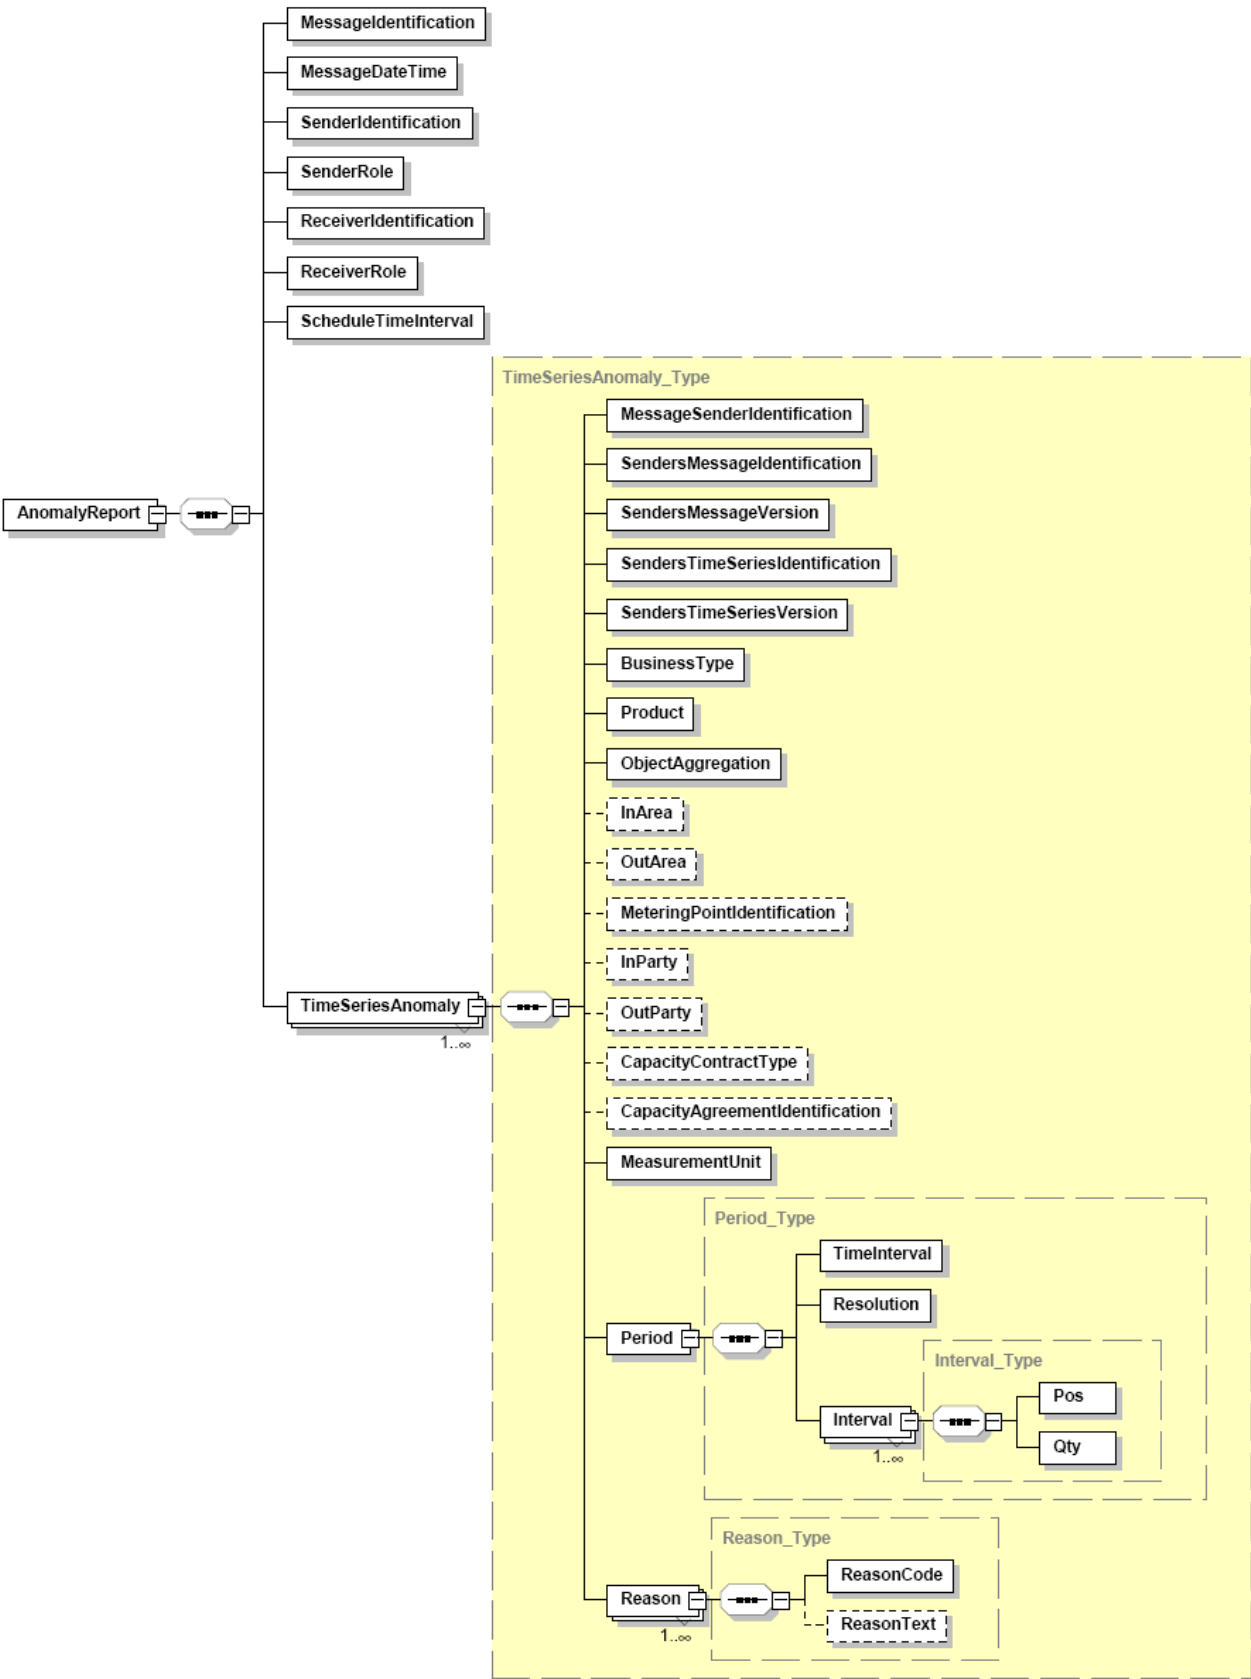 MessageIdentification
MessageDateTime
SenderIdentification
SenderRole
ReceiverIdentification
ReceiverRole
ScheduleTimeInterval
TimeSeriesAnomaly_Type
MessageSenderIdentification
SendersMessageIdentification
AnomalyReport
SendersMessageVersion
SendersTimeSeriesIdentification
SendersTimeSeriesVersion
BusinessType
Product
ObjectAggregation
InArea
OutArea
MeteringPointIdentification
InParty
TimeSeriesAnomaly
1..∞
OutParty
CapacityContractType
CapacityAgreementIdentification
MeasurementUnit
Period_Type
TimeInterval
Resolution
Period
Interval_Type
Pos
Interval
1..∞
Qty
Reason_Type
ReasonCode
Reason
1..∞
ReasonText